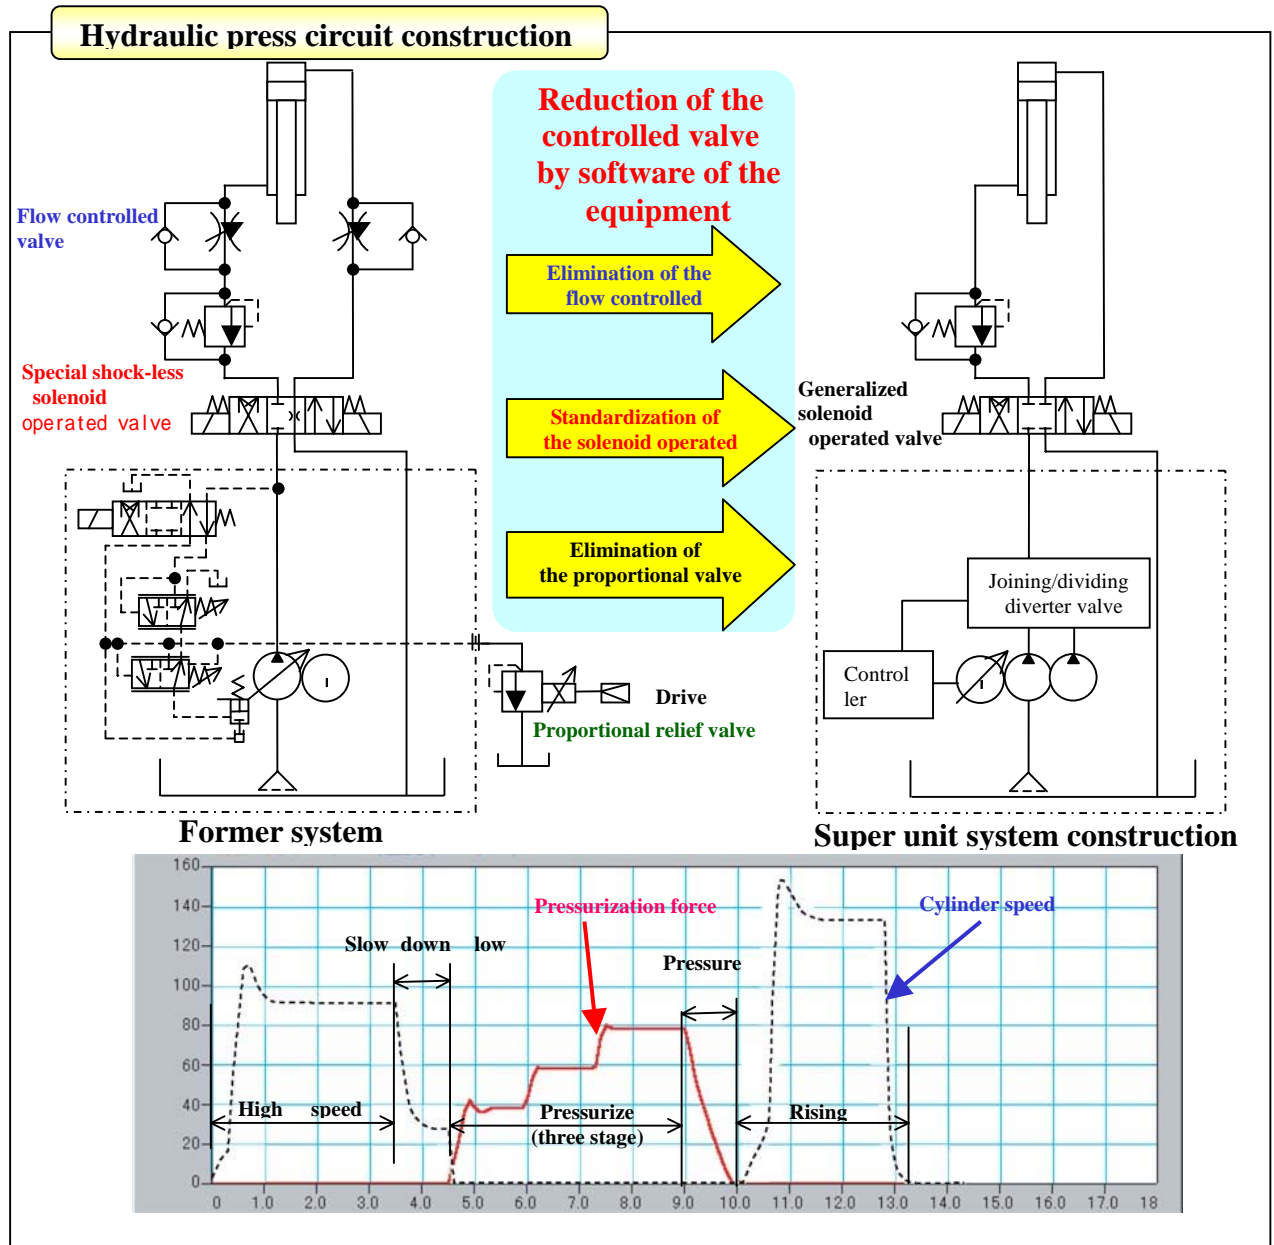 Hydraulic press circuit construction
Reduction of the
controlled valve
by software of the
equipment
Flow controlled
valve
Elimination of the
flow controlled
Special shock-less
solenoid
operated valve
Standardization of
the solenoid operated
Generalized
solenoid
operated valve
Elimination of
the proportional valve
Joining/dividing
diverter valve
Control
ler
Drive
Proportional relief valve
Former system
Super unit system construction
160
140
120
100
80
60
40
20
0
Pressurization force
Cylinder speed
Slow down low
Pressure
High speed
Pressurize
(three stage)
Rising
0 1.0 2.0 3.0 4.0 5.0 6.0 7.0 8.0 9.0 10.0 11.0 12.0 13.0 14.0 15.0 16.0 17.0 18